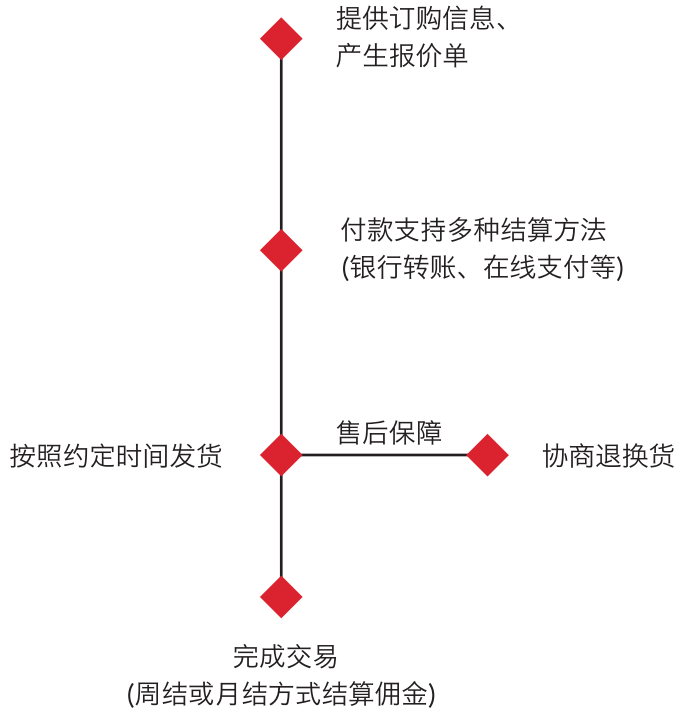 提供订购信息、
产生报价单
付款支持多种结算方法
(银行转账、在线支付等)
售后保障
按照约定时间发货
协商退换货
完成交易
(周结或月结方式结算佣金)